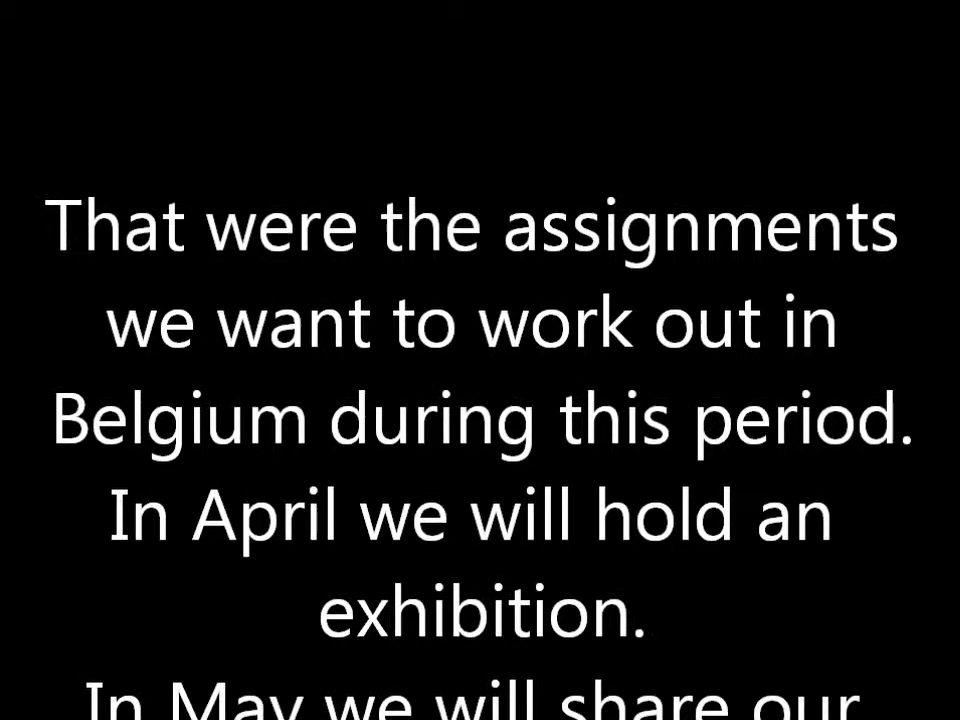 That were the assignments
we want to work out in
Belgium during this period.
In April we will hold an
exhibition.
In May we will share our